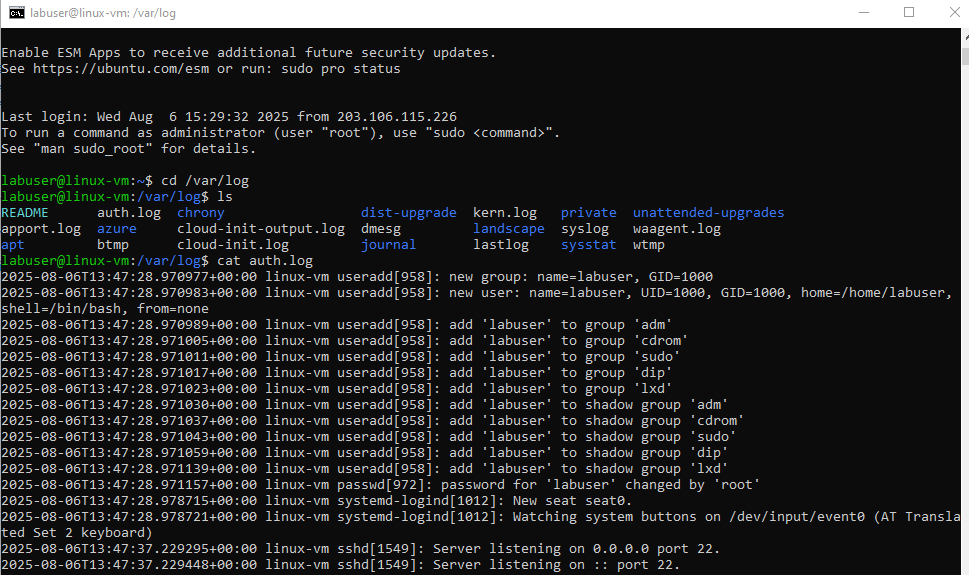 labuser@linux-vm: /var/log
Enable ESM Apps to receive additional future security updates.
See https://ubuntu.com/esm or run: sudo pro status
Last login: Wed Aug  6 15:29:32 2025 from 203.106.115.226
To run a command as administrator (user "root"), use "sudo <command>".
See "man sudo_root" for details.
labuser@linux-vm:~$ cd /var/log
labuser@linux-vm:/var/log$ ls
README      auth.log  chrony                 dist-upgrade  kern.log   private  unattended-upgrades
apport.log  azure     cloud-init-output.log  dmesg         landscape  syslog   waagent.log
apt         btmp      cloud-init.log         journal       lastlog    sysstat  wtmp
labuser@linux-vm:/var/log$ cat auth.log
2025-08-06T13:47:28.970977+00:00 linux-vm useradd[958]: new group: name=labuser, GID=1000
2025-08-06T13:47:28.970983+00:00 linux-vm useradd[958]: new user: name=labuser, UID=1000, GID=1000, home=/home/labuser,
shell=/bin/bash, from=none
2025-08-06T13:47:28.970989+00:00 linux-vm useradd[958]: add 'labuser' to group 'adm'
2025-08-06T13:47:28.971005+00:00 linux-vm useradd[958]: add 'labuser' to group 'cdrom'
2025-08-06T13:47:28.971011+00:00 linux-vm useradd[958]: add 'labuser' to group 'sudo'
2025-08-06T13:47:28.971017+00:00 linux-vm useradd[958]: add 'labuser' to group 'dip'
2025-08-06T13:47:28.971023+00:00 linux-vm useradd[958]: add 'labuser' to group 'lxd'
2025-08-06T13:47:28.971030+00:00 linux-vm useradd[958]: add 'labuser' to shadow group 'adm'
2025-08-06T13:47:28.971037+00:00 linux-vm useradd[958]: add 'labuser' to shadow group 'cdrom'
2025-08-06T13:47:28.971043+00:00 linux-vm useradd[958]: add 'labuser' to shadow group 'sudo'
2025-08-06T13:47:28.971059+00:00 linux-vm useradd[958]: add 'labuser' to shadow group 'dip'
2025-08-06T13:47:28.971139+00:00 linux-vm useradd[958]: add 'labuser' to shadow group 'lxd'
2025-08-06T13:47:28.971157+00:00 linux-vm passwd[972]: password for 'labuser' changed by 'root'
2025-08-06T13:47:28.978715+00:00 linux-vm systemd-logind[1012]: New seat seat0.
2025-08-06T13:47:28.978721+00:00 linux-vm systemd-logind[1012]: Watching system buttons on /dev/input/event0 (AT Transla
ted Set 2 keyboard)
2025-08-06T13:47:37.229295+00:00 linux-vm sshd[1549]: Server listening on 0.0.0.0 port 22.
2025-08-06T13:47:37.229448+00:00 linux-vm sshd[1549]: Server listening on :: port 22.